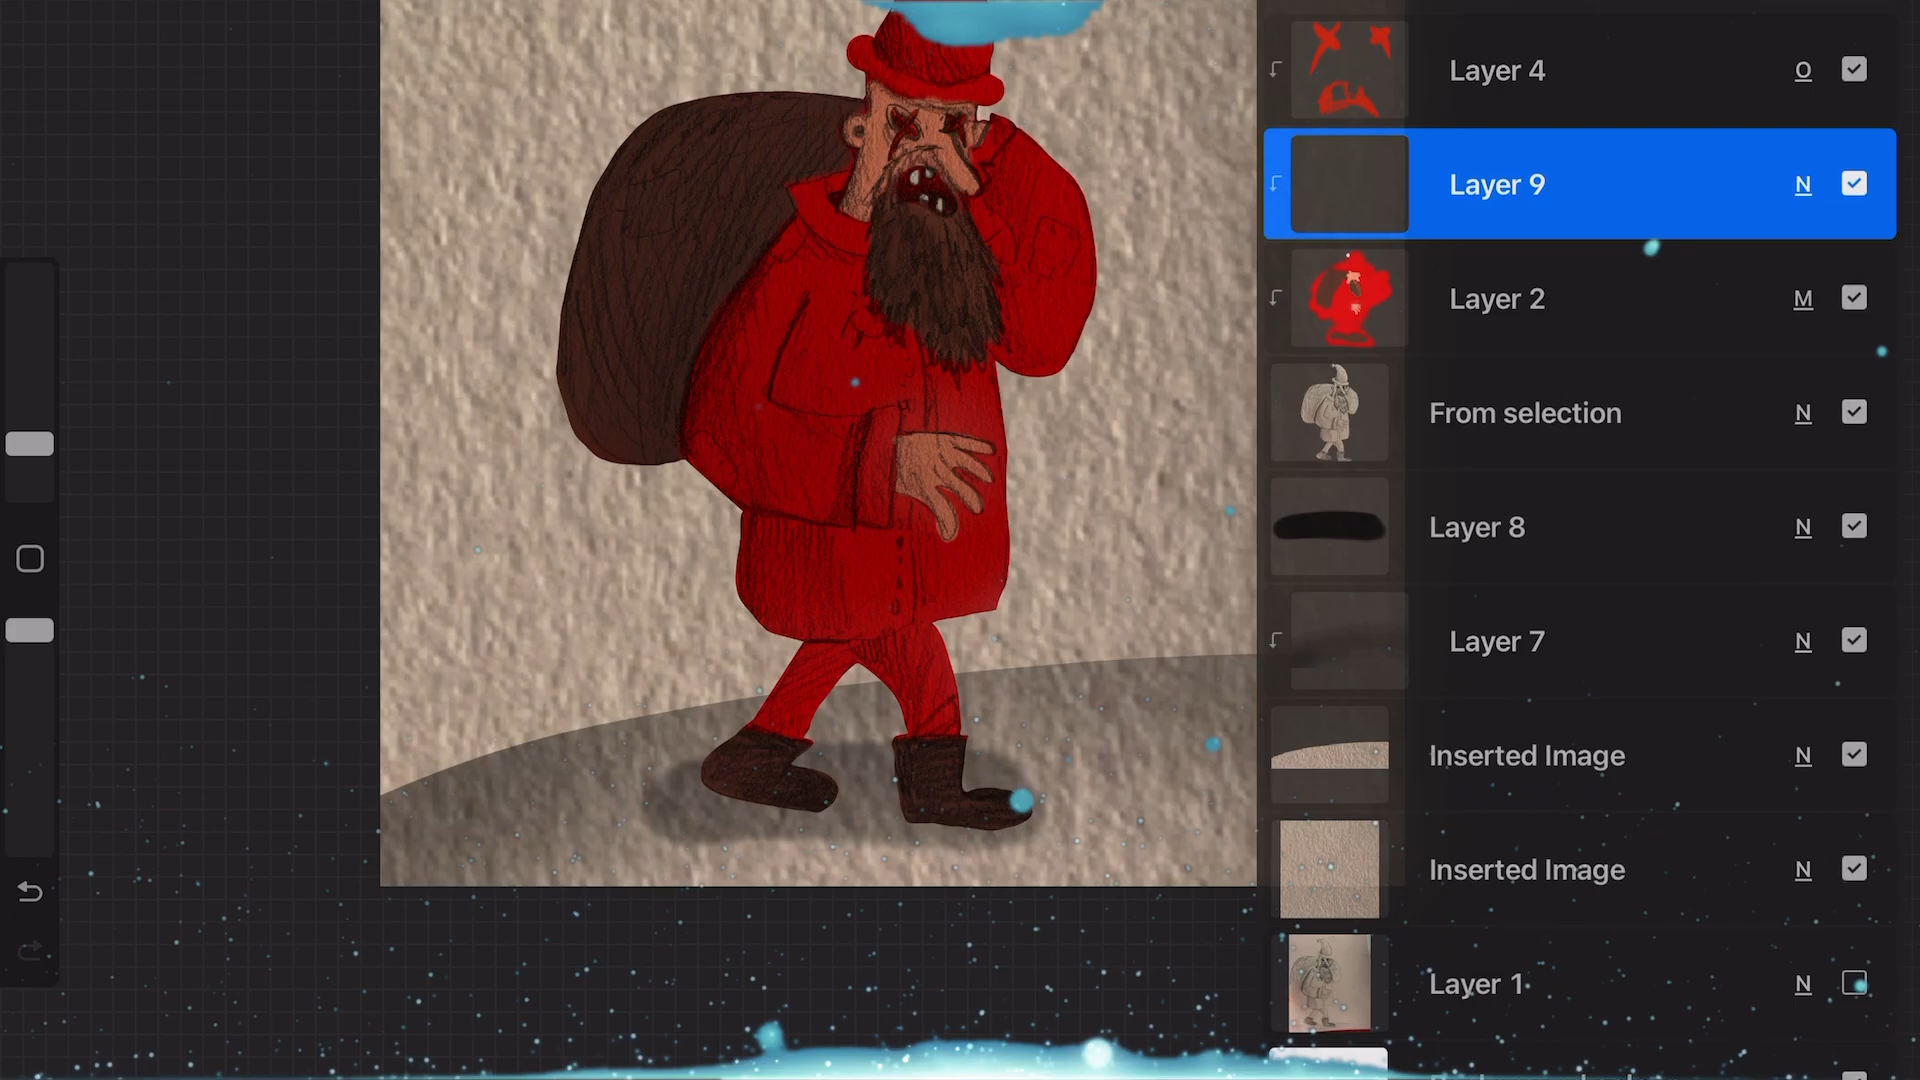 Layer 4 O
Layer 9 N
Layer 2 M
From selection N
Layer 8 N
Layer 7 N
Inserted Image N
Inserted Image N
Layer 1 N